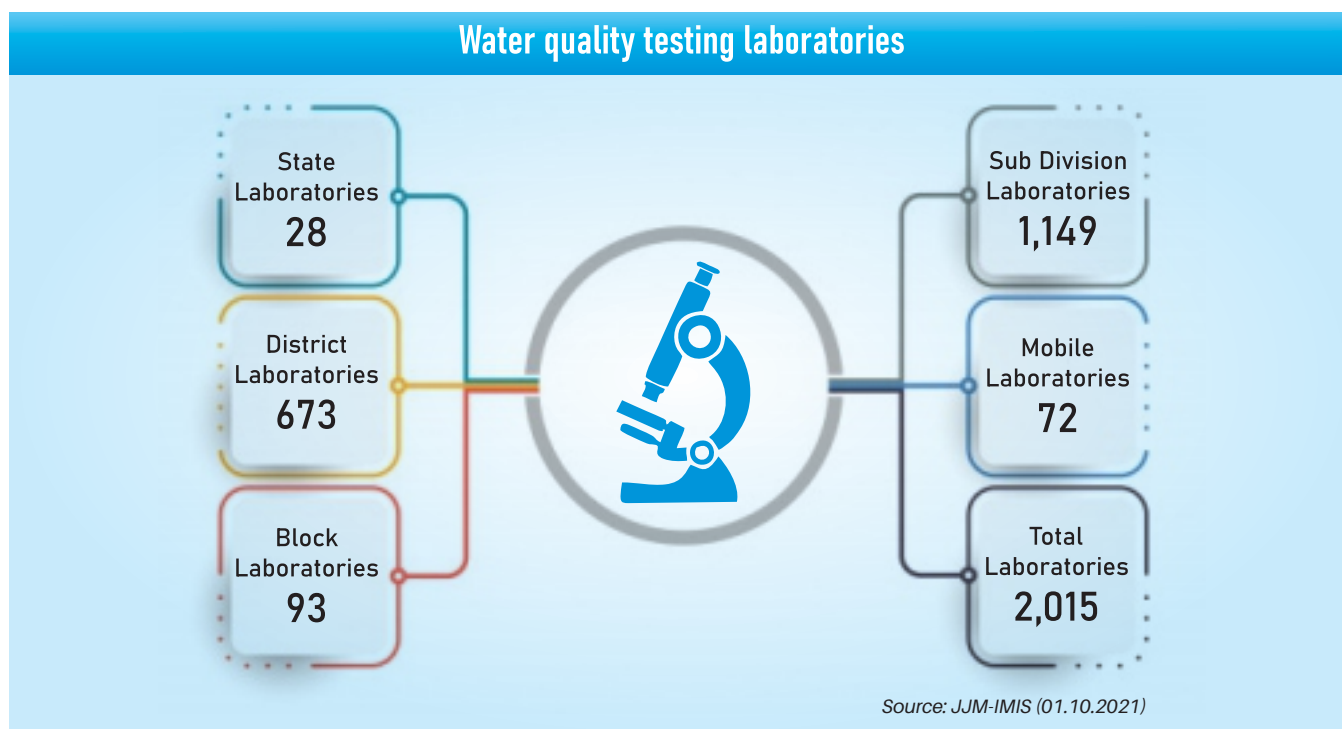 Water quality testing laboratories
State
Laboratories
28
District
Laboratories
673
Block
Laboratories
93
Sub Division
Laboratories
1,149
Mobile
Laboratories
72
Total
Laboratories
2,015
Source: JJM-IMIS (01.10.2021)